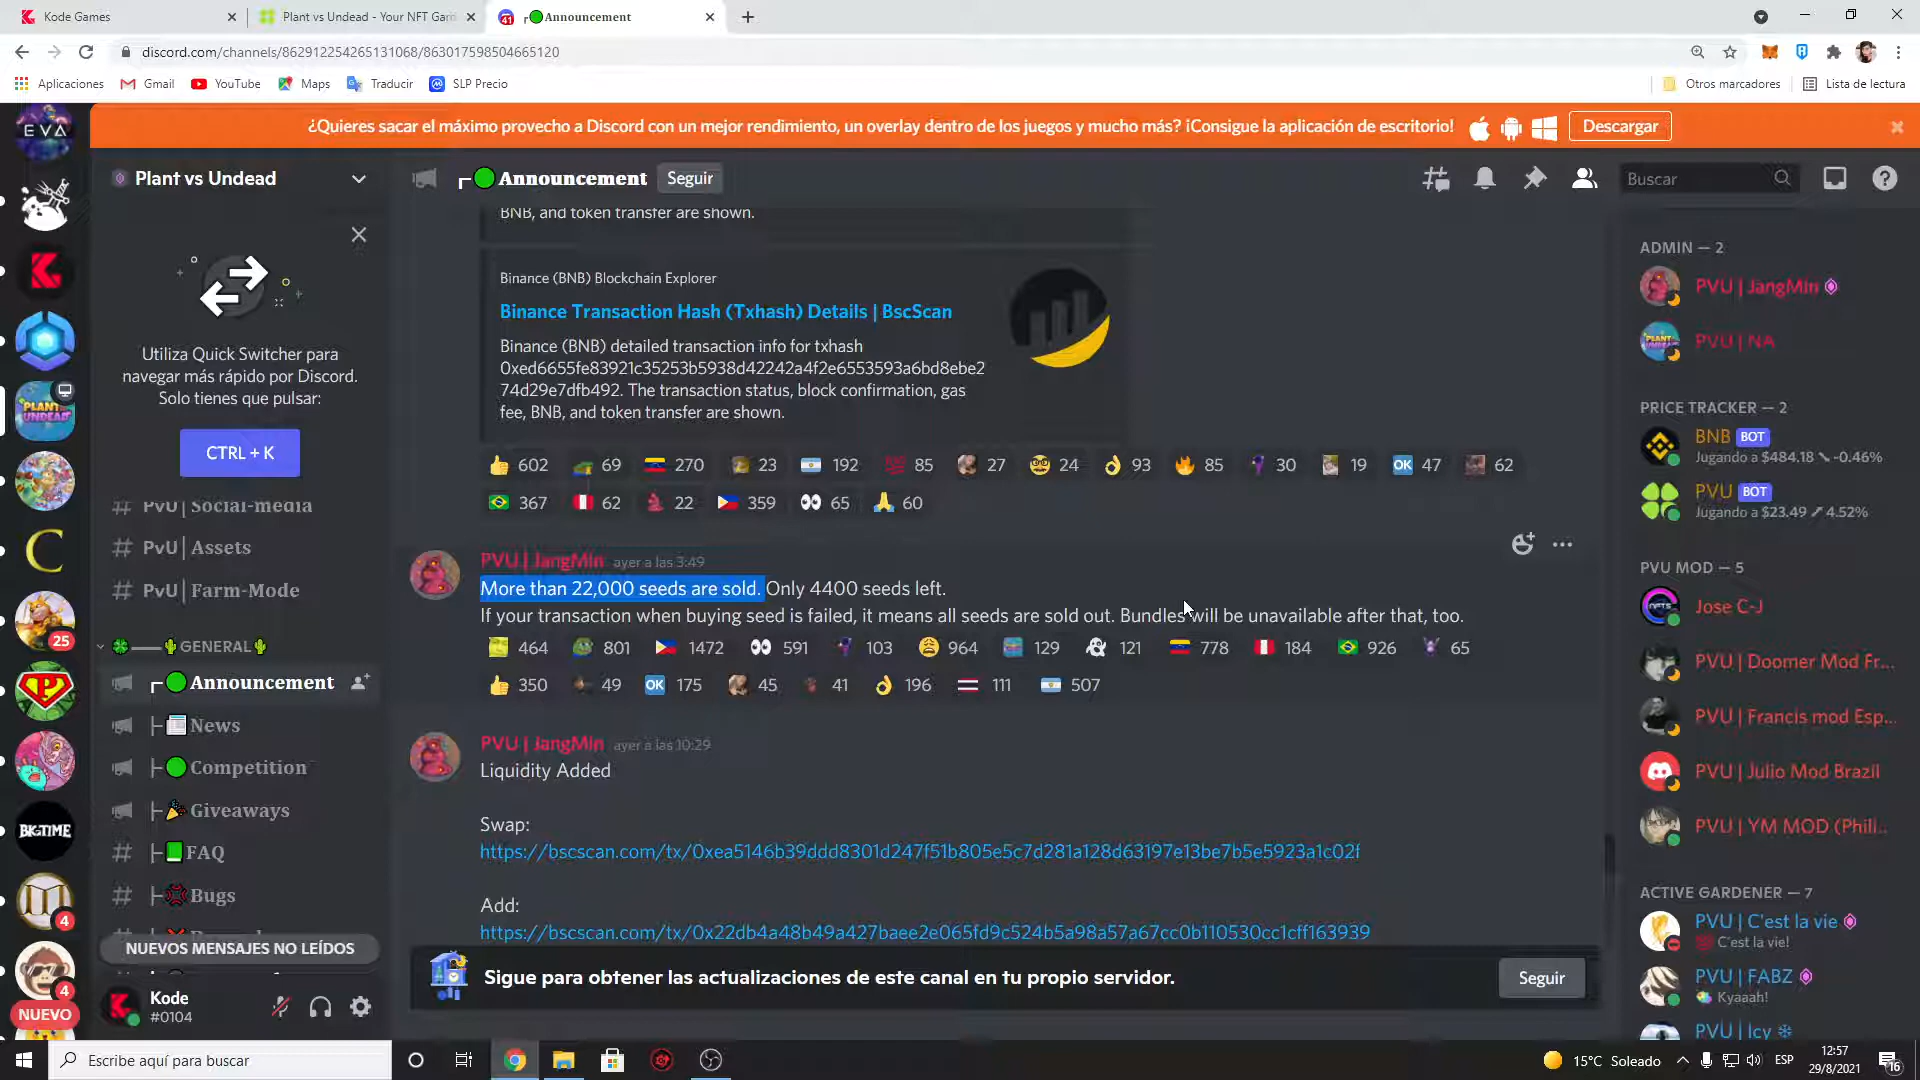 Kode Games
Plant vs Undead - Your NFT Gam
41
Announcement
discord.com/channels/862912254265131068/863017598504665120
Aplicaciones
Gmail
YouTube
Maps
Traducir
SLP Precio
Otros marcadores
Lista de lectura
EVA
¿Quieres sacar el máximo provecho a Discord con un mejor rendimiento, un overlay dentro de los juegos y mucho más? ¡Consigue la aplicación de escritorio!
Descargar
Plant vs Undead
Announcement
Seguir
Buscar
Utiliza Quick Switcher para
navegar más rápido por Discord.
Solo tienes que pulsar:
CTRL + K
PvU | Social-media
PvU | Assets
PvU | Farm-Mode
GENERAL
Announcement
News
Competition
Giveaways
FAQ
Bugs
NUEVOS MENSAJES NO LEÍDOS
PLANT
UNDEAD
25
BIGTIME
4
4
NUEVO
Kode
#0104
BNB, and token transfer are shown.
Binance (BNB) Blockchain Explorer
Binance Transaction Hash (Txhash) Details | BscScan
Binance (BNB) detailed transaction info for txhash
0xed6655fe83921c35253b5938d42242a4f2e6553593a6bd8ebe2
74d29e7dfb492. The transaction status, block confirmation, gas
fee, BNB, and token transfer are shown.
602 69 270 23 192 85 27 24 93 85 30 19 OK 47 62
367 62 22 359 65 60
PVU | JangMin ayer a las 3:49
More than 22,000 seeds are sold. Only 4400 seeds left.
If your transaction when buying seed is failed, it means all seeds are sold out. Bundles will be unavailable after that, too.
464 801 1472 591 103 964 129 121 778 184 926 65
350 49 OK 175 45 41 196 111 507
PVU | JangMin ayer a las 10:29
Liquidity Added
Swap:
https://bscscan.com/tx/0xea5146b39ddd8301d247f51b805e5c7d281a128d63197e13be7b5e5923a1c02f
Add:
https://bscscan.com/tx/0x22db4a48b49a427baee2e065fd9c524b5a98a57a67cc0b110530cc1cff163939
Sigue para obtener las actualizaciones de este canal en tu propio servidor.
Seguir
ADMIN — 2
PVU | JangMin
PVU | NA
PRICE TRACKER — 2
BNB BOT
Jugando a $484.18 ↘ -0.46%
PVU BOT
Jugando a $23.49 ↗ 4.52%
PVU MOD — 5
Jose C-J
PVU | Doomer Mod Fr...
PVU | Francis mod Esp...
PVU | Julio Mod Brazil
PVU | YM MOD (Phili...
ACTIVE GARDENER — 7
PVU | C'est la vie
C'est la vie!
PVU | FABZ
Kyaaah!
PVU | Icy
Escribe aquí para buscar
15°C Soleado
ESP
12:57
29/8/2021
16